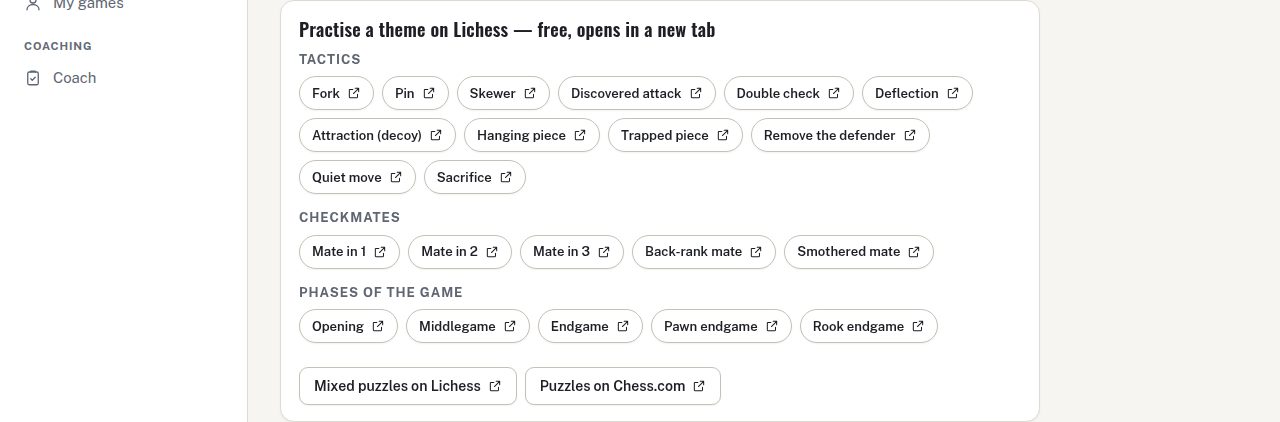 My games
COACHING
Coach
Practise a theme on Lichess — free, opens in a new tab
TACTICS
Fork Pin Skewer Discovered attack Double check Deflection
Attraction (decoy) Hanging piece Trapped piece Remove the defender
Quiet move Sacrifice
CHECKMATES
Mate in 1 Mate in 2 Mate in 3 Back-rank mate Smothered mate
PHASES OF THE GAME
Opening Middlegame Endgame Pawn endgame Rook endgame
Mixed puzzles on Lichess Puzzles on Chess.com